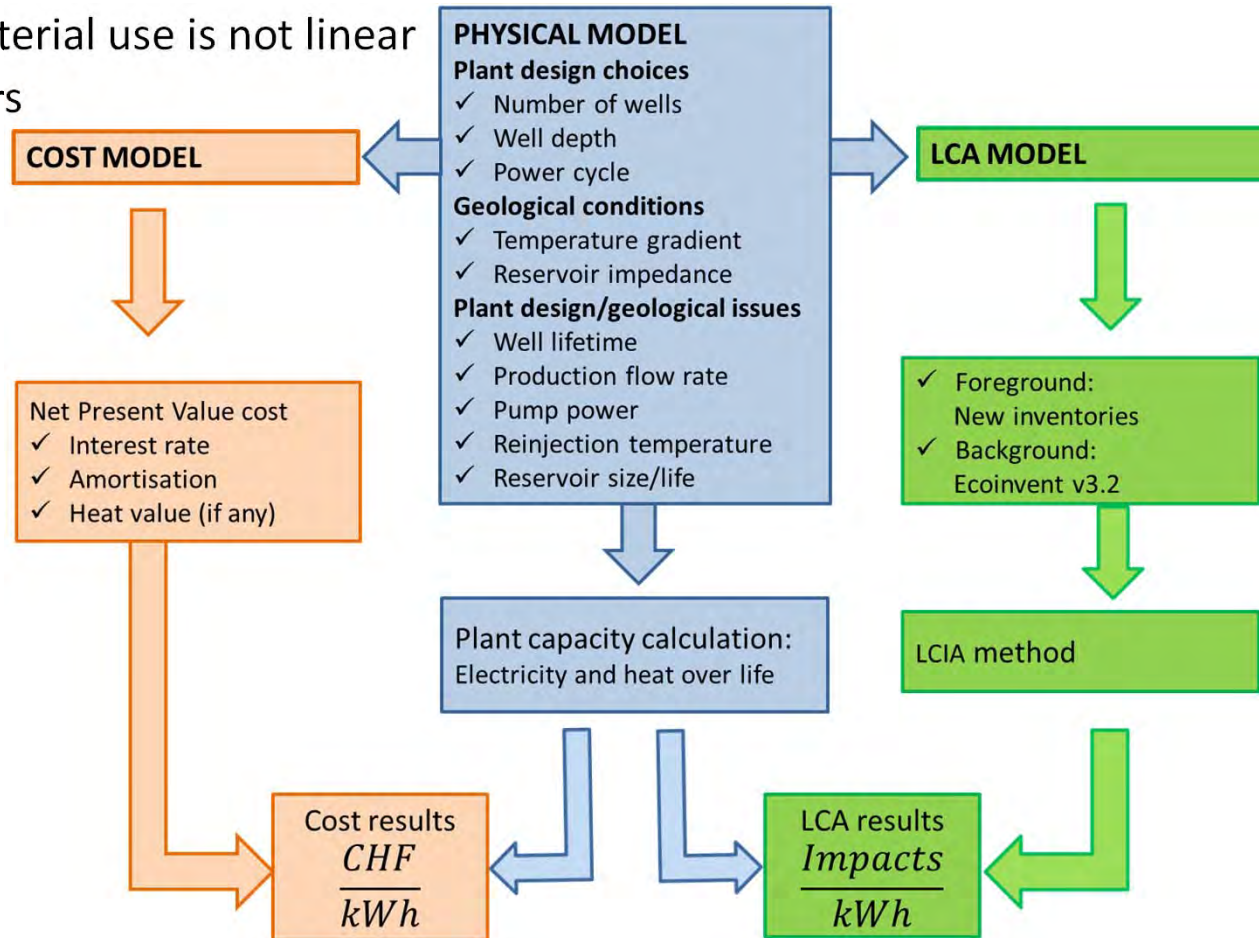 terial use is not linear
rs
COST MODEL
PHYSICAL MODEL
Plant design choices
✓ Number of wells
✓ Well depth
✓ Power cycle
Geological conditions
✓ Temperature gradient
✓ Reservoir impedance
Plant design/geological issues
✓ Well lifetime
✓ Production flow rate
✓ Pump power
✓ Reinjection temperature
✓ Reservoir size/life
LCA MODEL
Net Present Value cost
✓ Interest rate
✓ Amortisation
✓ Heat value (if any)
✓ Foreground:
New inventories
✓ Background:
Ecoinvent v3.2
Plant capacity calculation:
Electricity and heat over life
LCIA method
Cost results
CHF
kWh
LCA results
Impacts
kWh